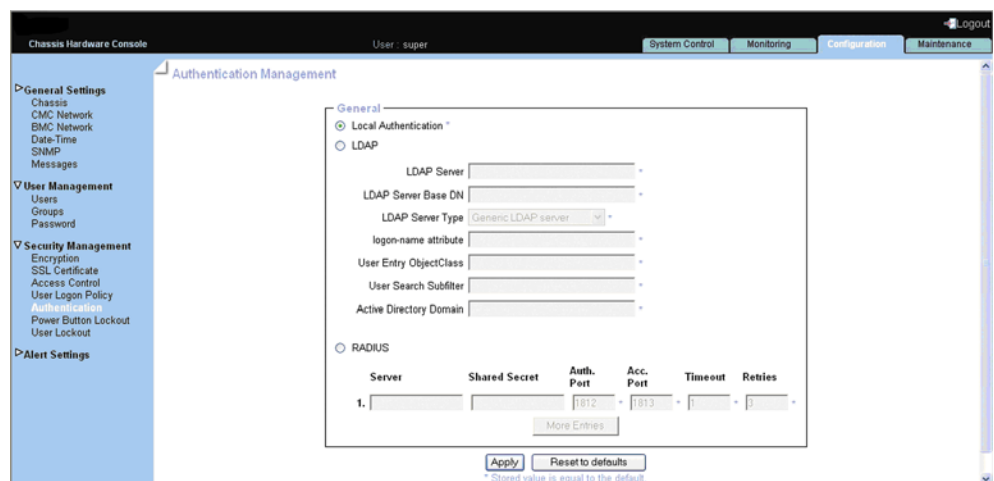 Logout
Chassis Hardware Console
User : super
System Control
Monitoring
Configuration
Maintenance
General Settings
Chassis
CMC Network
BMC Network
Date-Time
SNMP
Messages
User Management
Users
Groups
Password
Security Management
Encryption
SSL Certificate
Access Control
User Logon Policy
Authentication
Power Button Lockout
User Lockout
Alert Settings
Authentication Management
General
Local Authentication *
LDAP
LDAP Server *
LDAP Server Base DN *
LDAP Server Type Generic LDAP server *
logon-name attribute *
User Entry ObjectClass *
User Search Subfilter *
Active Directory Domain *
RADIUS
Server Shared Secret Auth. Port Acc. Port Timeout Retries
1. 1812 * 1813 * 1 * 3 *
More Entries
Apply Reset to defaults
* Stored value is equal to the default